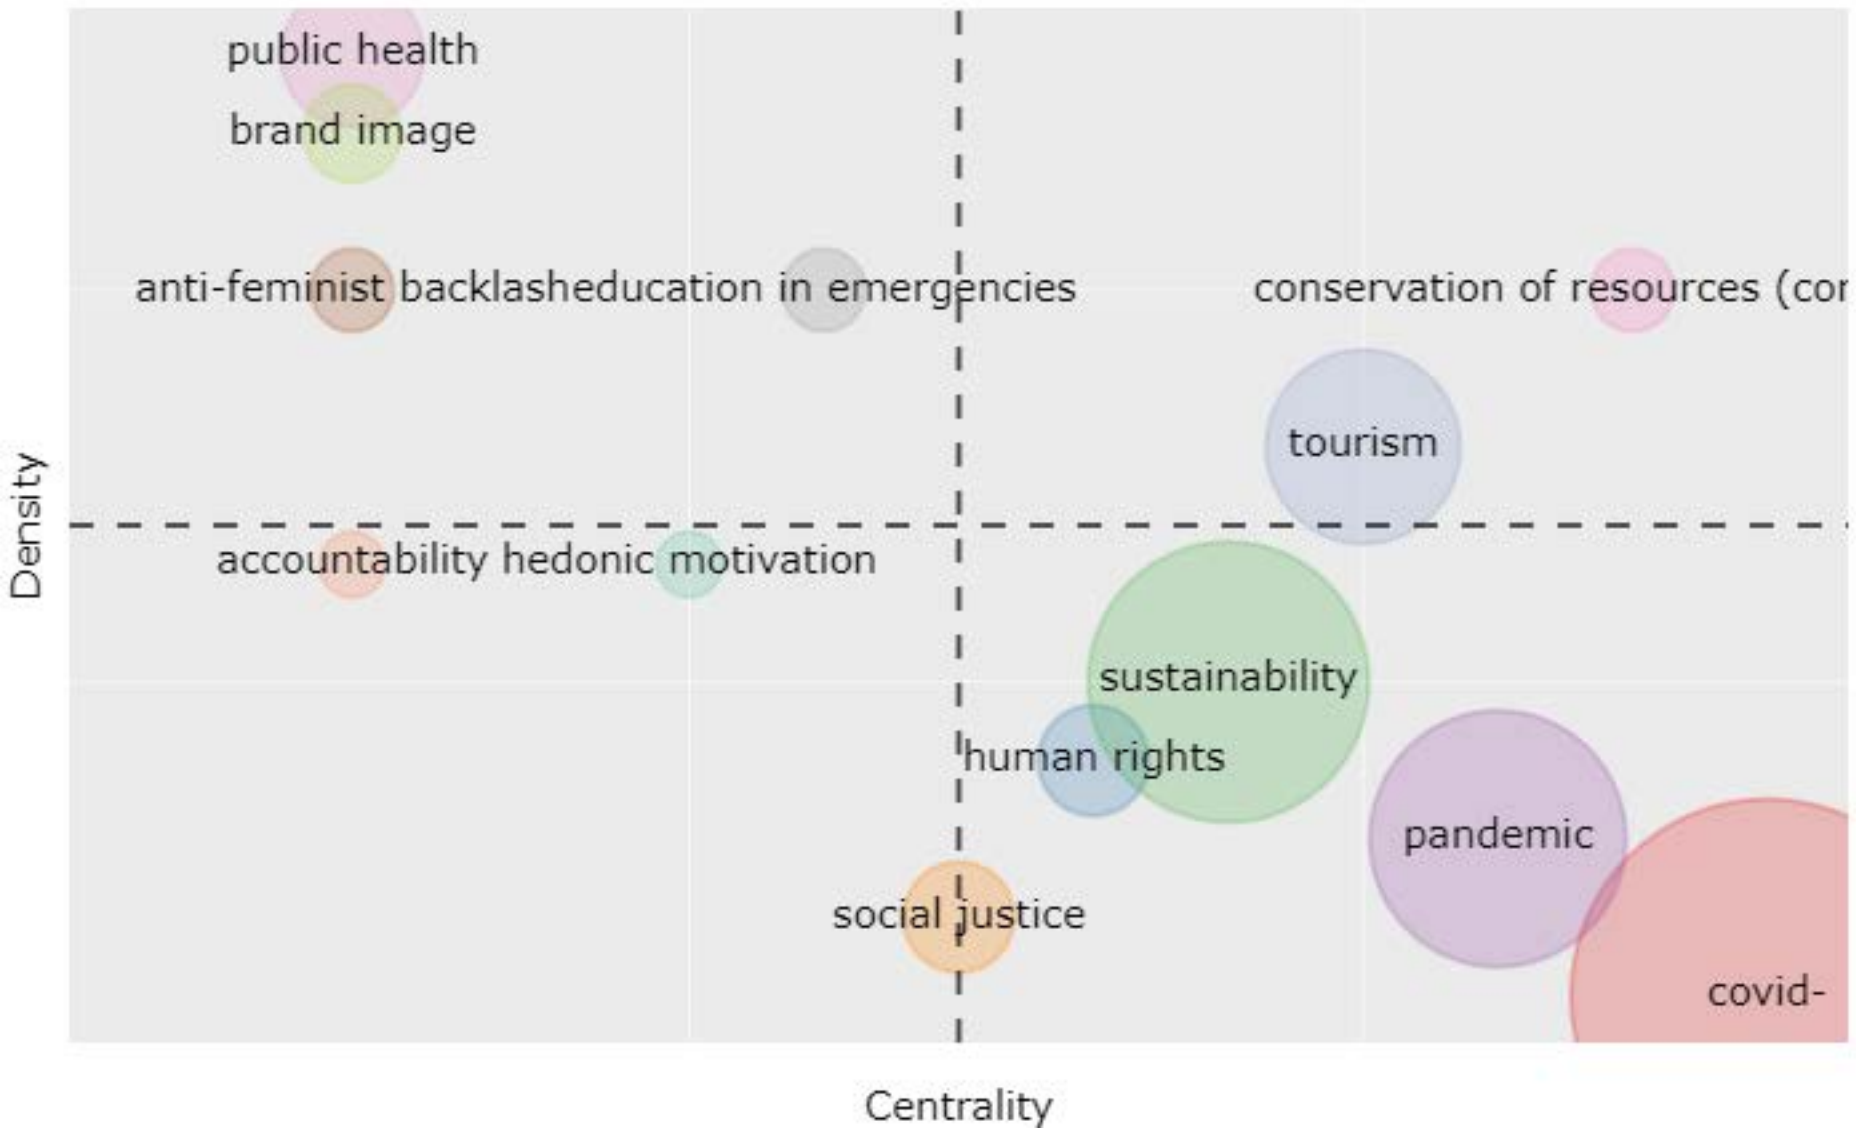 public health
brand image
anti-feminist backlash
education in emergencies
conservation of resources (cor
tourism
Density
accountability
hedonic motivation
sustainability
human rights
pandemic
social justice
covid-
Centrality